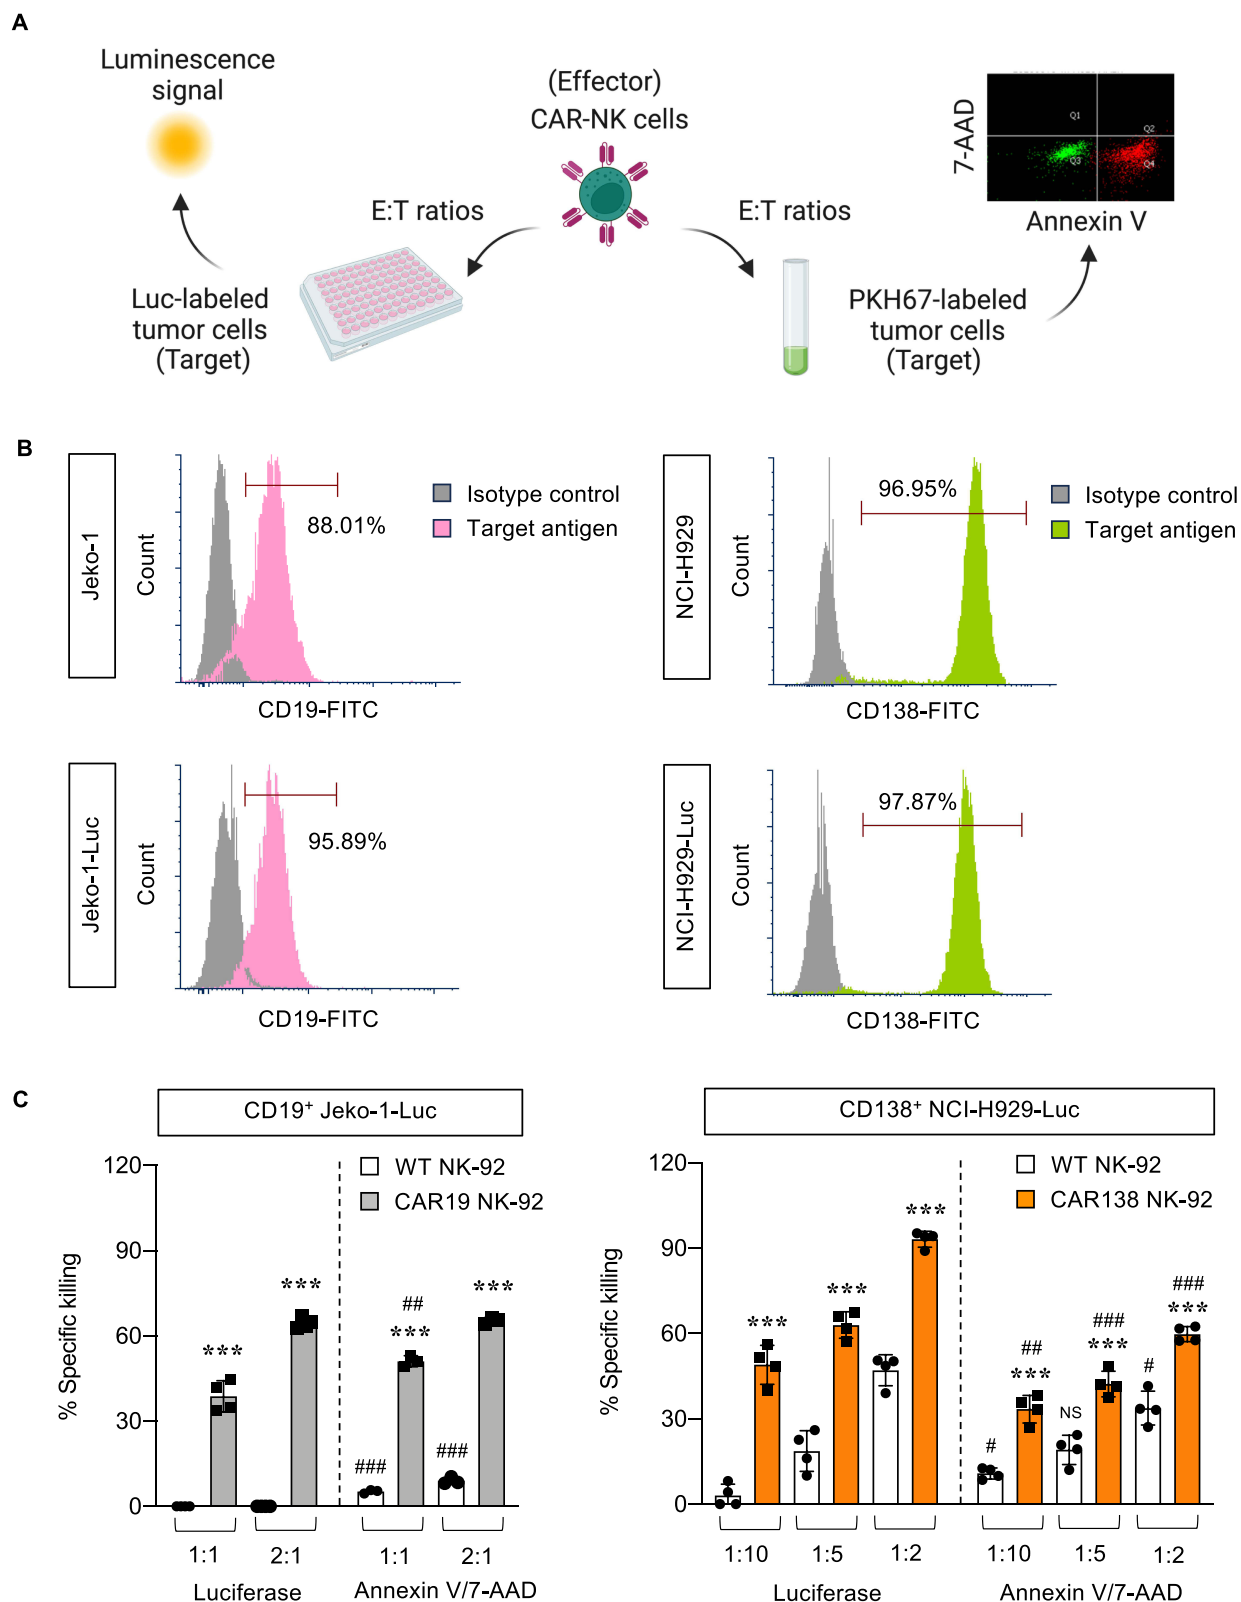 A
Luminescence
signal
(Effector)
CAR-NK cells
E:T ratios
E:T ratios
Luc-labeled
tumor cells
(Target)
PKH67-labeled
tumor cells
(Target)
7-AAD
Q1
Q2
Q3
Q4
Annexin V
B
Jeko-1
Count
88.01%
Isotype control
Target antigen
CD19-FITC
NCI-H929
Count
96.95%
Isotype control
Target antigen
CD138-FITC
Jeko-1-Luc
Count
95.89%
CD19-FITC
NCI-H929-Luc
Count
97.87%
CD138-FITC
C
CD19⁺ Jeko-1-Luc
% Specific killing
120
90
60
30
0
WT NK-92
CAR19 NK-92
***
***
###
##
***
###
***
1:1
2:1
1:1
2:1
Luciferase
Annexin V/7-AAD
CD138⁺ NCI-H929-Luc
% Specific killing
120
90
60
30
0
WT NK-92
CAR138 NK-92
***
***
***
#
##
***
NS
###
***
#
###
***
1:10
1:5
1:2
1:10
1:5
1:2
Luciferase
Annexin V/7-AAD